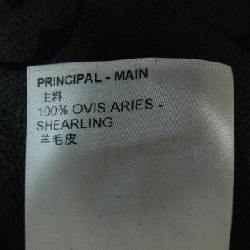 PRINCIPAL - MAIN
主料
100% OVIS ARIES -
SHEARLING
羊毛皮